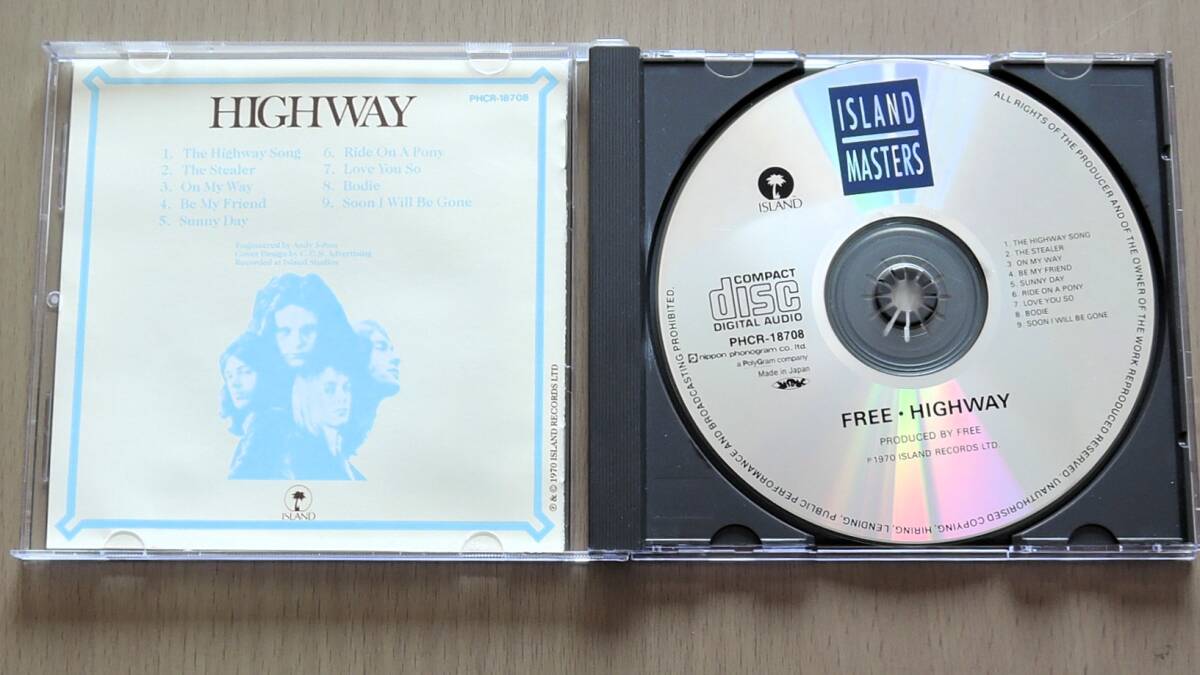 HIGHWAY
PHCR-18708
1. The Highway Song
2. The Stealer
3. On My Way
4. Be My Friend
5. Sunny Day
6. Ride On A Pony
7. Love You So
8. Bodie
9. Soon I Will Be Gone
Engineered by Andy Johns
Cover Design by C.C.S. Advertising
Recorded at Island Studios
ISLAND
℗ & © 1970 ISLAND RECORDS LTD
ISLAND
MASTERS
ISLAND
COMPACT
disc
DIGITAL AUDIO
PHCR-18708
nippon phonogram co. ltd.
a PolyGram company
Made in Japan
1. THE HIGHWAY SONG
2. THE STEALER
3. ON MY WAY
4. BE MY FRIEND
5. SUNNY DAY
6. RIDE ON A PONY
7. LOVE YOU SO
8. BODIE
9. SOON I WILL BE GONE
FREE・HIGHWAY
PRODUCED BY FREE
℗1970 ISLAND RECORDS LTD.
ALL RIGHTS OF THE PRODUCER AND OF THE OWNER OF THE WORK REPRODUCED RESERVED. UNAUTHORISED COPYING, HIRING, LENDING, PUBLIC PERFORMANCE AND BROADCASTING PROHIBITED.